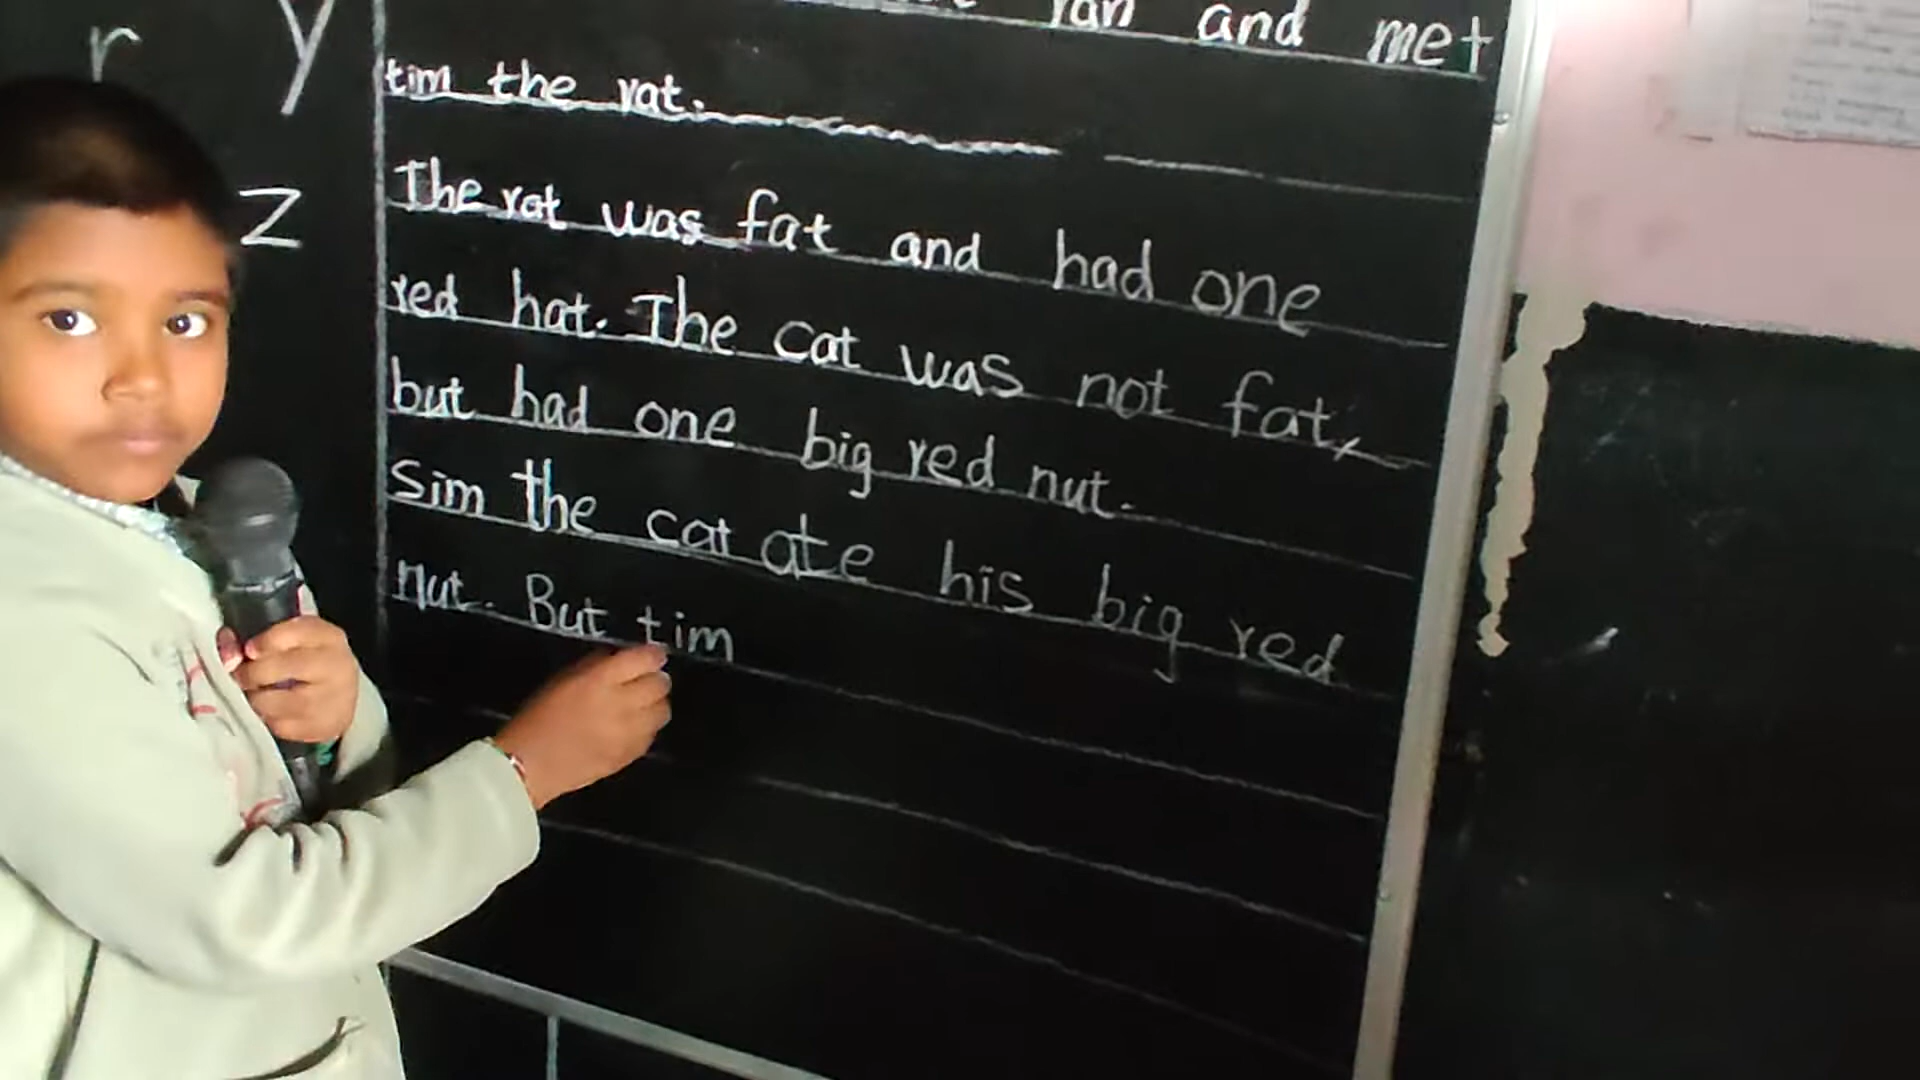 r y
z
ran and met
tim the rat.
The rat was fat and had one
red hat. The cat was not fat,
but had one big red nut.
Sim the cat ate his big red
nut. But tim